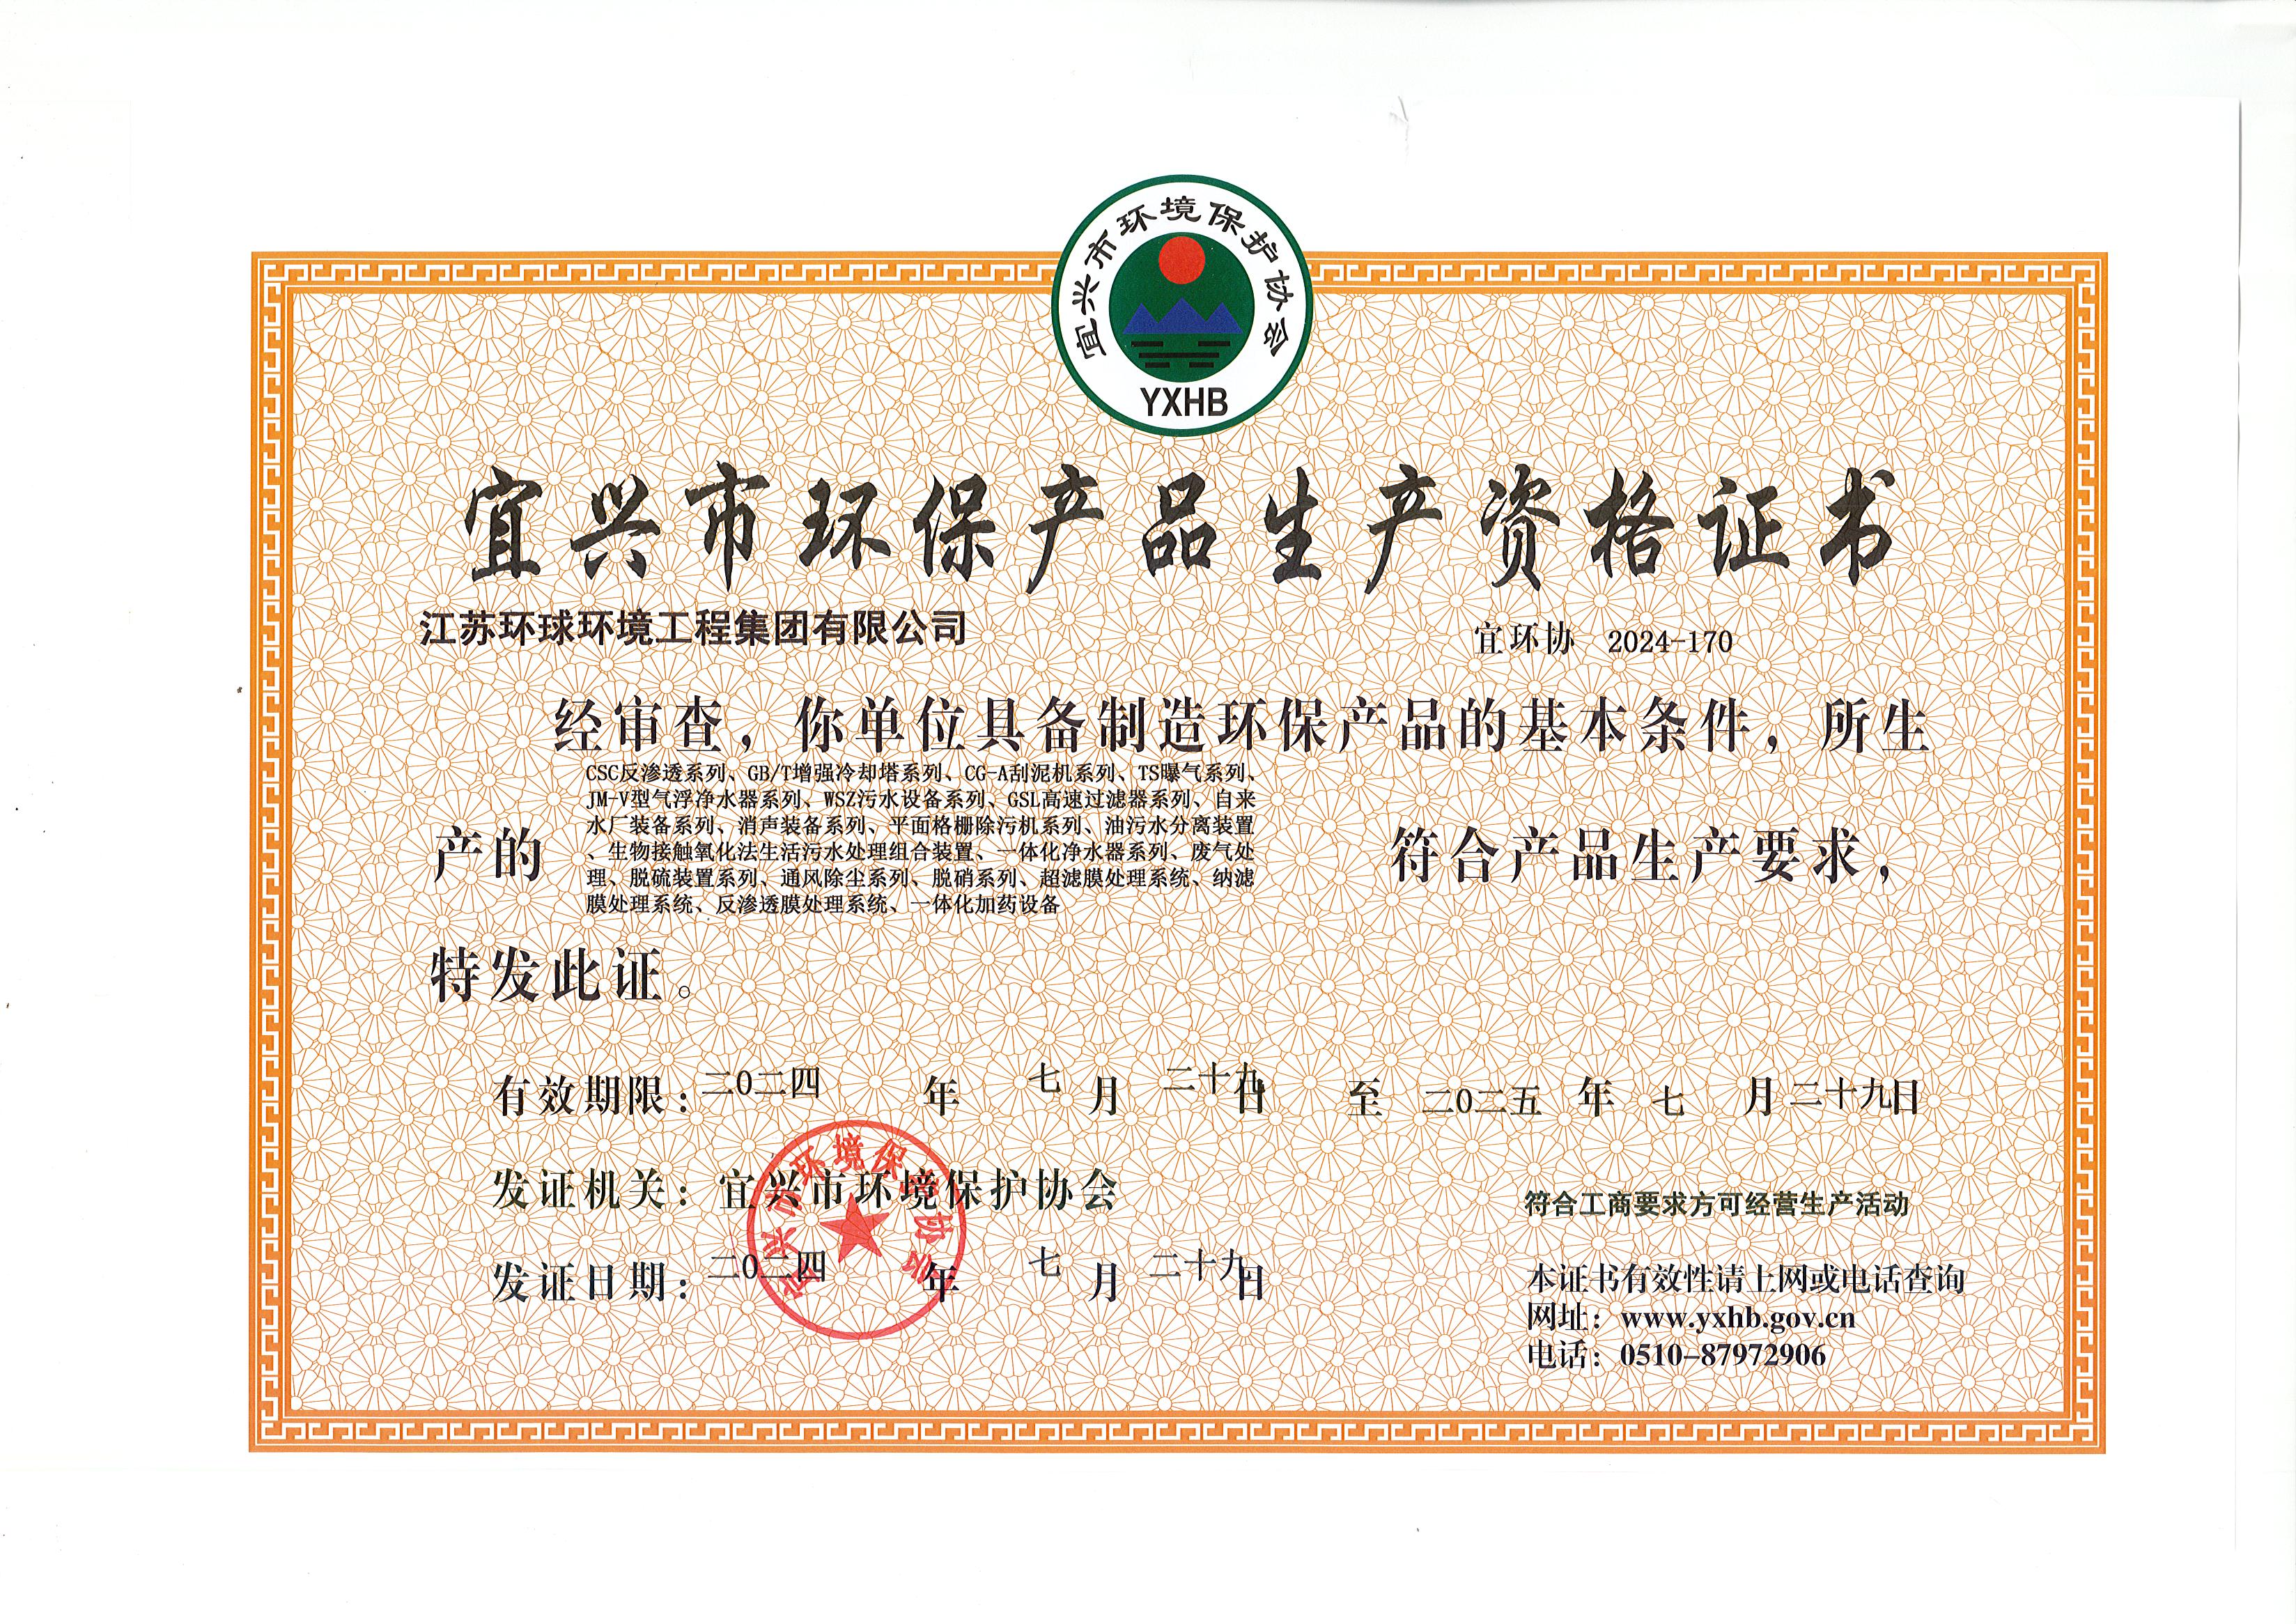 宜兴市环境保护协会
YXHB
宜兴市环保产品生产资格证书
江苏环球环境工程集团有限公司
宜环协 2024-170
经审查，你单位具备制造环保产品的基本条件，所生
产的
CSC反渗透系列、GB/T增强冷却塔系列、CG-A刮泥机系列、TS曝气系列、
JM-V型气浮净水器系列、WSZ污水设备系列、GSL高速过滤器系列、自来
水厂装备系列、消声装备系列、平面格栅除污机系列、油污水分离装置
、生物接触氧化法生活污水处理组合装置、一体化净水器系列、废气处
理、脱硫装置系列、通风除尘系列、脱硝系列、超滤膜处理系统、纳滤
膜处理系统、反渗透膜处理系统、一体化加药设备
符合产品生产要求，
特发此证。
有效期限：二0二四 年 七 月 二十九日 至 二0二五 年 七 月二十九日
发证机关：宜兴市环境保护协会
发证日期：二0二四 年 七 月 二十九日
宜兴市环境保护协会
符合工商要求方可经营生产活动
本证书有效性请上网或电话查询
网址：www.yxhb.gov.cn
电话：0510-87972906